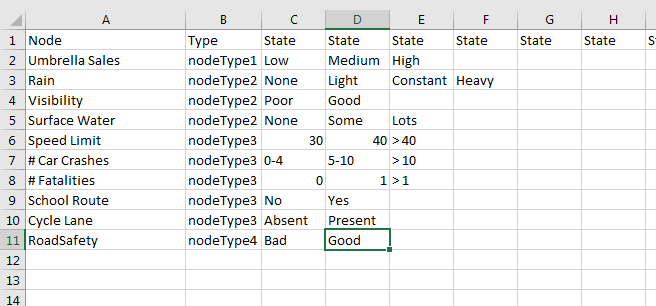 A B C D E F G H
1 Node Type State State State State State State S
2 Umbrella Sales nodeType1 Low Medium High
3 Rain nodeType2 None Light Constant Heavy
4 Visibility nodeType2 Poor Good
5 Surface Water nodeType2 None Some Lots
6 Speed Limit nodeType3 30 40 >40
7 # Car Crashes nodeType3 0-4 5-10 >10
8 # Fatalities nodeType3 0 1 >1
9 School Route nodeType3 No Yes
10 Cycle Lane nodeType3 Absent Present
11 RoadSafety nodeType4 Bad Good
12
13
14